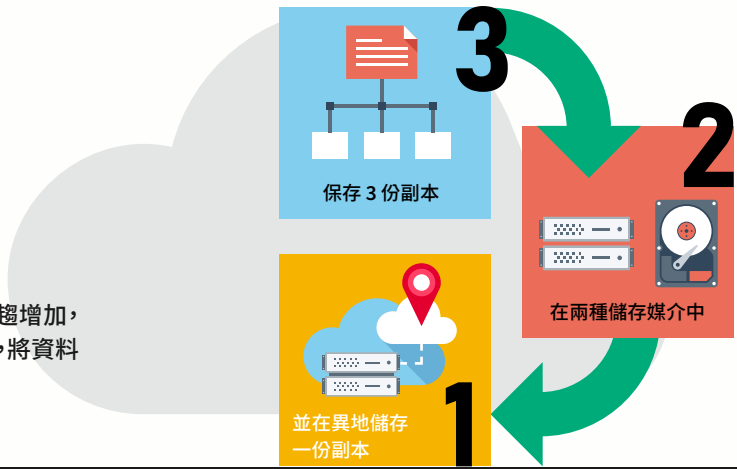 3
保存 3 份副本
2
在兩種儲存媒介中
趨增加，
，將資料
1
並在異地儲存
一份副本